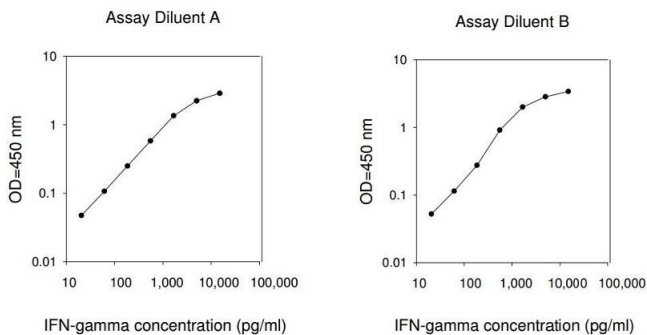 Assay Diluent A
10
1
0.1
0.01
OD=450 nm
10 100 1,000 10,000 100,000
IFN-gamma concentration (pg/ml)
Assay Diluent B
10
1
0.1
0.01
OD=450 nm
10 100 1,000 10,000 100,000
IFN-gamma concentration (pg/ml)